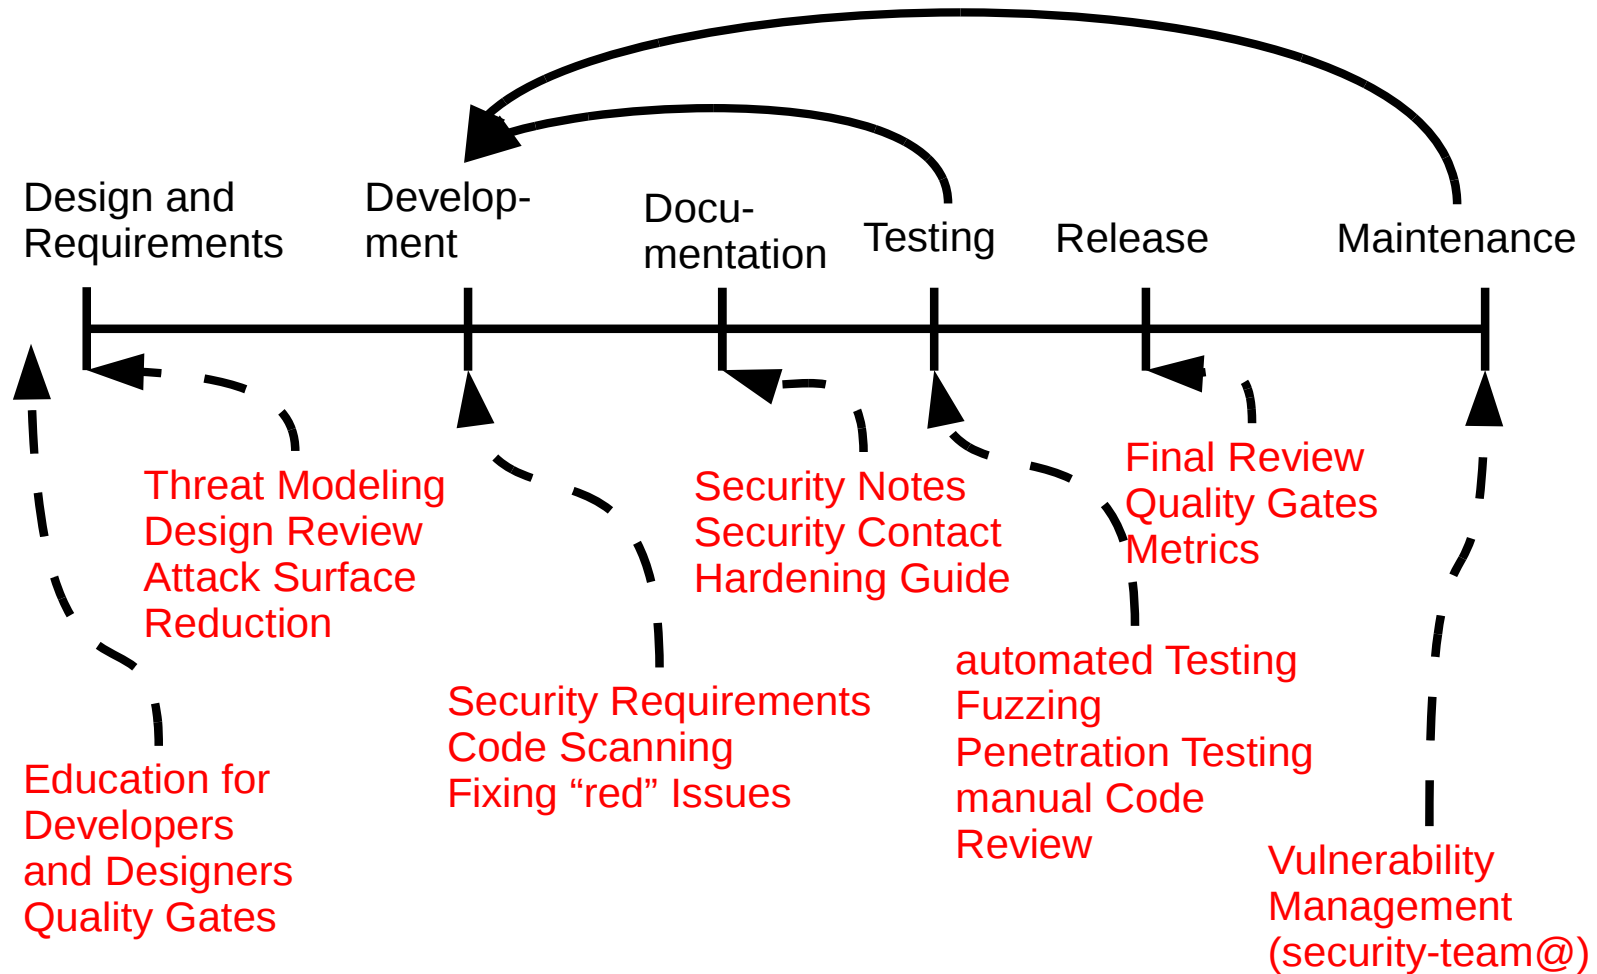 Design and
Requirements
Develop-
ment
Docu-
mentation
Testing
Release
Maintenance
Threat Modeling
Design Review
Attack Surface
Reduction
Security Notes
Security Contact
Hardening Guide
Final Review
Quality Gates
Metrics
Education for
Developers
and Designers
Quality Gates
Security Requirements
Code Scanning
Fixing “red” Issues
automated Testing
Fuzzing
Penetration Testing
manual Code
Review
Vulnerability
Management
(security-team@)